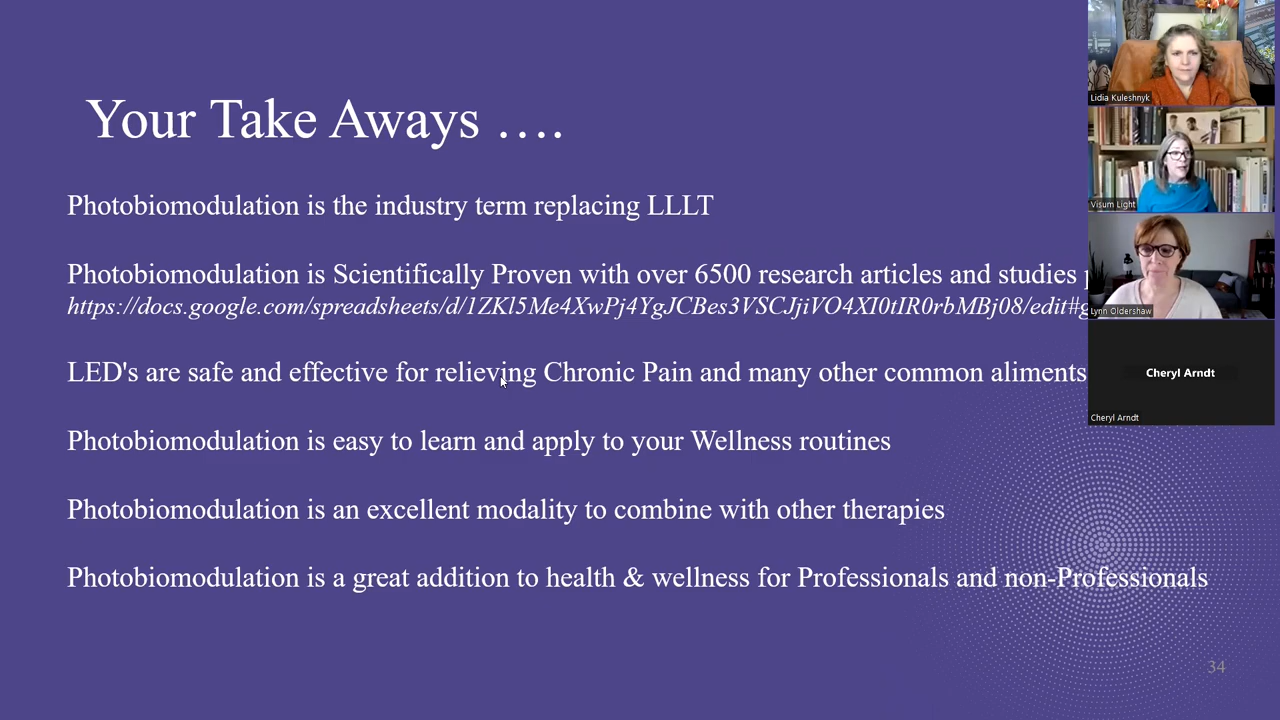 Your Take Aways ….
Photobiomodulation is the industry term replacing LLLT
Photobiomodulation is Scientifically Proven with over 6500 research articles and studies
https://docs.google.com/spreadsheets/d/1ZKl5Me4XwPj4YgJCBes3VSCJjiVO4XI0tIR0rbMBj08/edit#g
LED's are safe and effective for relieving Chronic Pain and many other common aliments
Photobiomodulation is easy to learn and apply to your Wellness routines
Photobiomodulation is an excellent modality to combine with other therapies
Photobiomodulation is a great addition to health & wellness for Professionals and non-Professionals
34
Lidia Kuleshnyk
Visum Light
Lynn Oldershaw
Cheryl Arndt
Cheryl Arndt